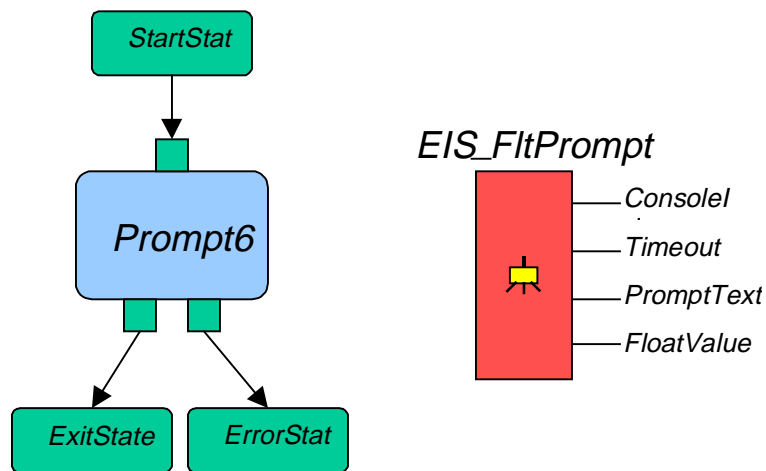 StartStat
EIS_FltPrompt
Prompt6
ConsoleI
Timeout
PromptText
FloatValue
ExitState
ErrorStat